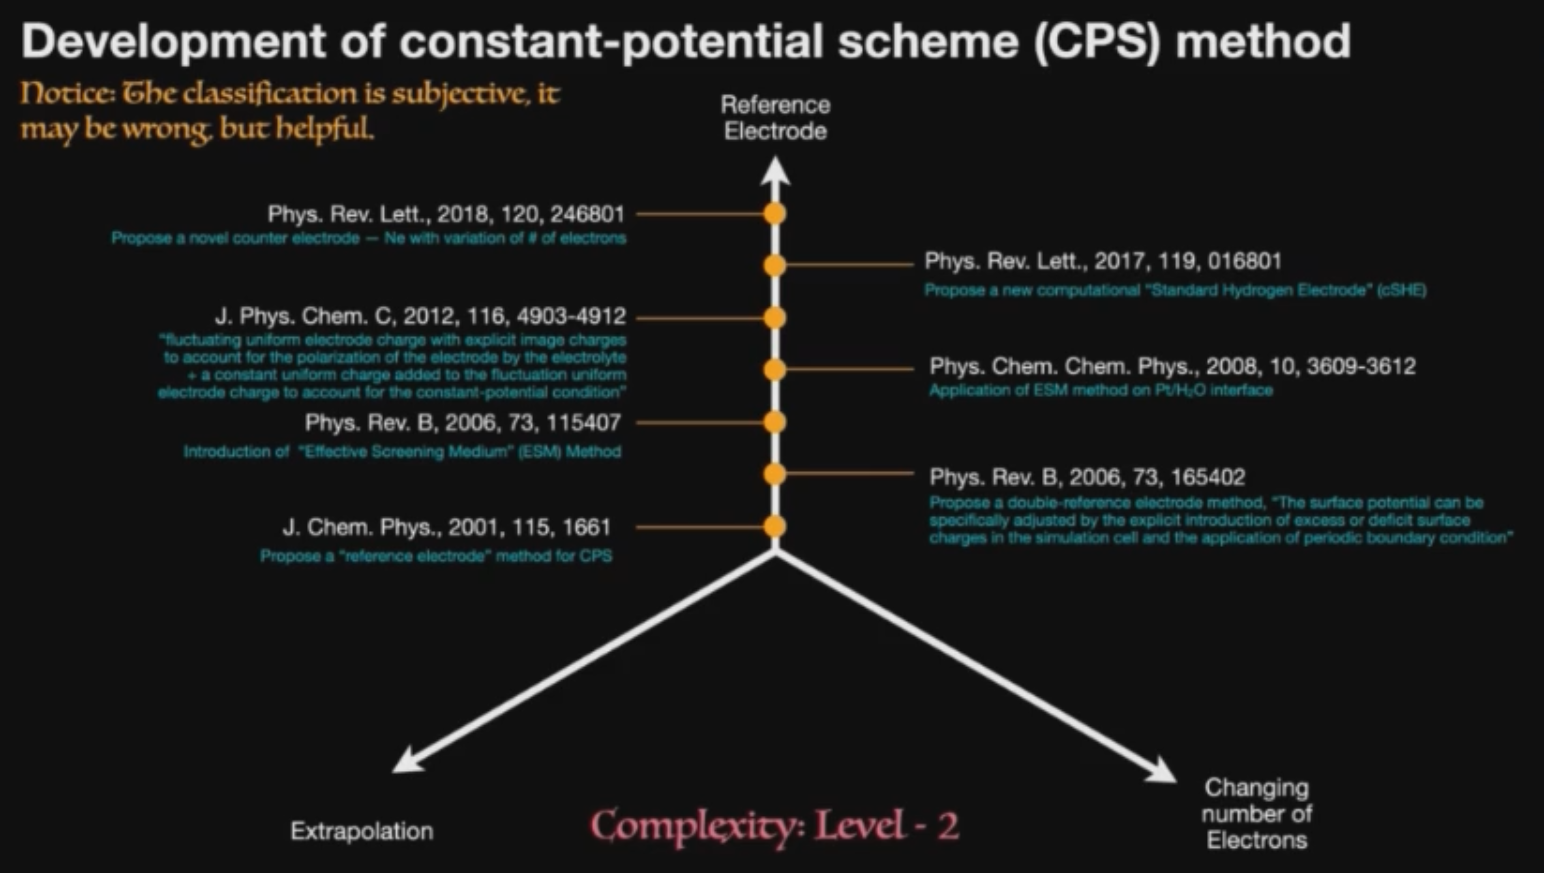 Development of constant-potential scheme (CPS) method
Notice: The classification is subjective, it
may be wrong, but helpful.
Reference
Electrode
Phys. Rev. Lett., 2018, 120, 246801
Propose a novel counter electrode — Ne with variation of # of electrons
Phys. Rev. Lett., 2017, 119, 016801
Propose a new computational "Standard Hydrogen Electrode" (cSHE)
J. Phys. Chem. C, 2012, 116, 4903-4912
"fluctuating uniform electrode charge with explicit image charges
to account for the polarization of the electrode by the electrolyte
+ a constant uniform charge added to the fluctuation uniform
electrode charge to account for the constant-potential condition"
Phys. Chem. Chem. Phys., 2008, 10, 3609-3612
Application of ESM method on Pt/H₂O interface
Phys. Rev. B, 2006, 73, 115407
Introduction of "Effective Screening Medium" (ESM) Method
Phys. Rev. B, 2006, 73, 165402
Propose a double-reference electrode method, "The surface potential can be
specifically adjusted by the explicit introduction of excess or deficit surface
charges in the simulation cell and the application of periodic boundary condition"
J. Chem. Phys., 2001, 115, 1661
Propose a "reference electrode" method for CPS
Extrapolation
Complexity: Level - 2
Changing
number of
Electrons